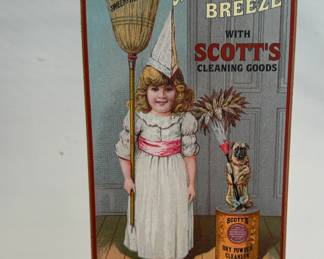 BREEZE
WITH
SCOTT'S
CLEANING GOODS
SCOTT'S
DRY POWDER
CLEANSER